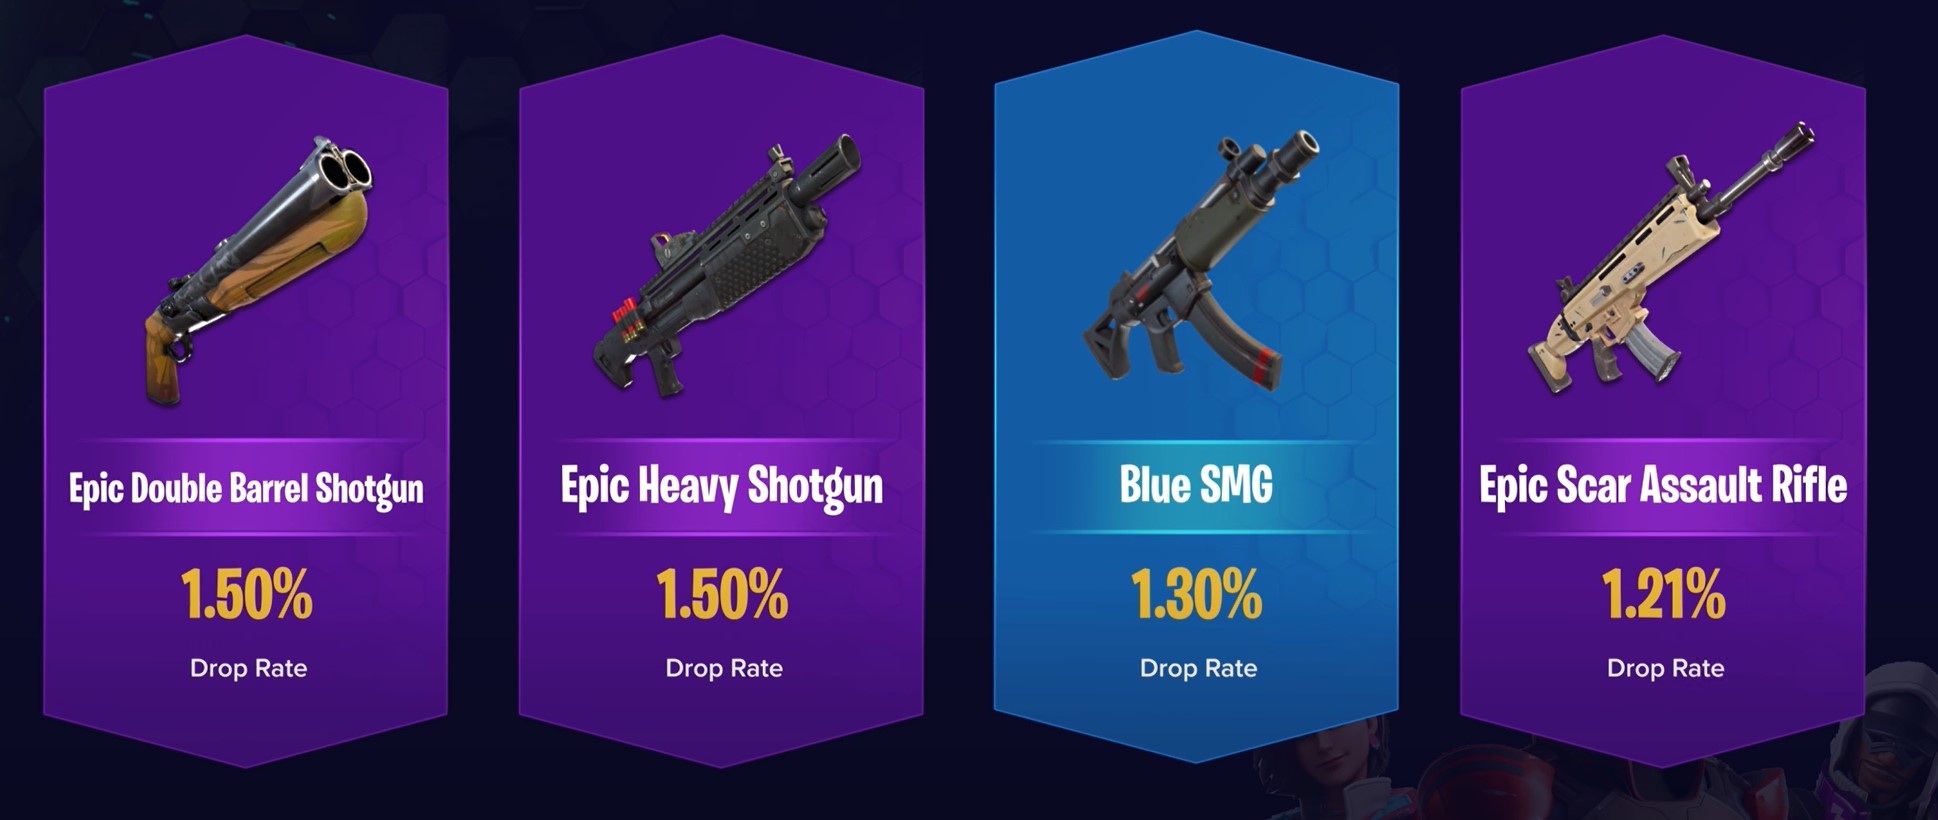 Epic Double Barrel Shotgun
1.50%
Drop Rate
Epic Heavy Shotgun
1.50%
Drop Rate
Blue SMG
1.30%
Drop Rate
Epic Scar Assault Rifle
1.21%
Drop Rate